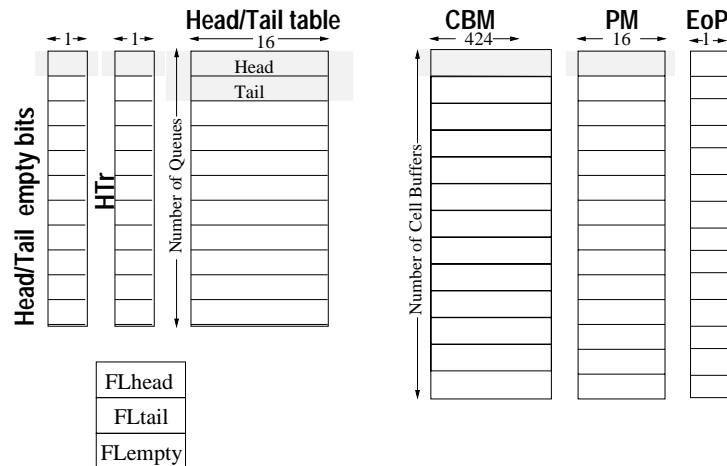 Head/Tail table
CBM
PM
EoP
1
1
16
424
16
1
Head
Tail
Head/Tail empty bits
HTr
Number of Queues
Number of Cell Buffers
FLhead
FLtail
FLempty